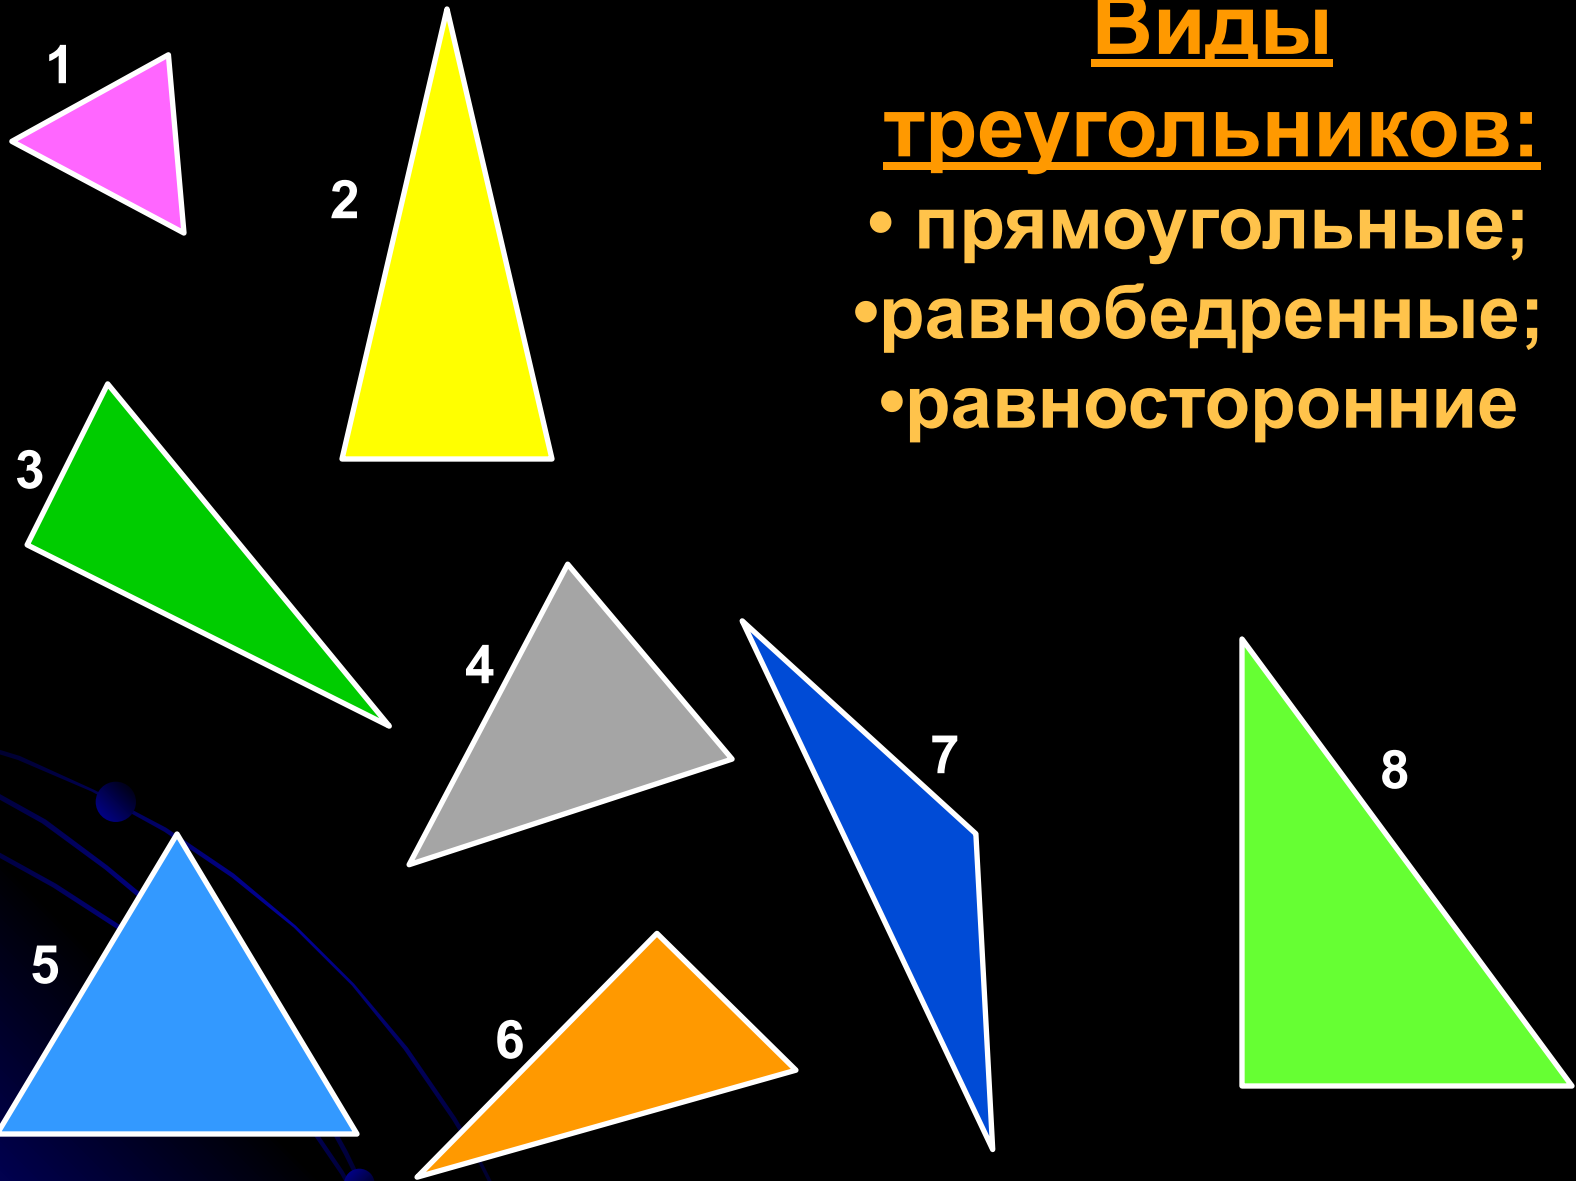 Виды
треугольников:
• прямоугольные;
•равнобедренные;
•равносторонние
1
2
3
4
5
6
7
8